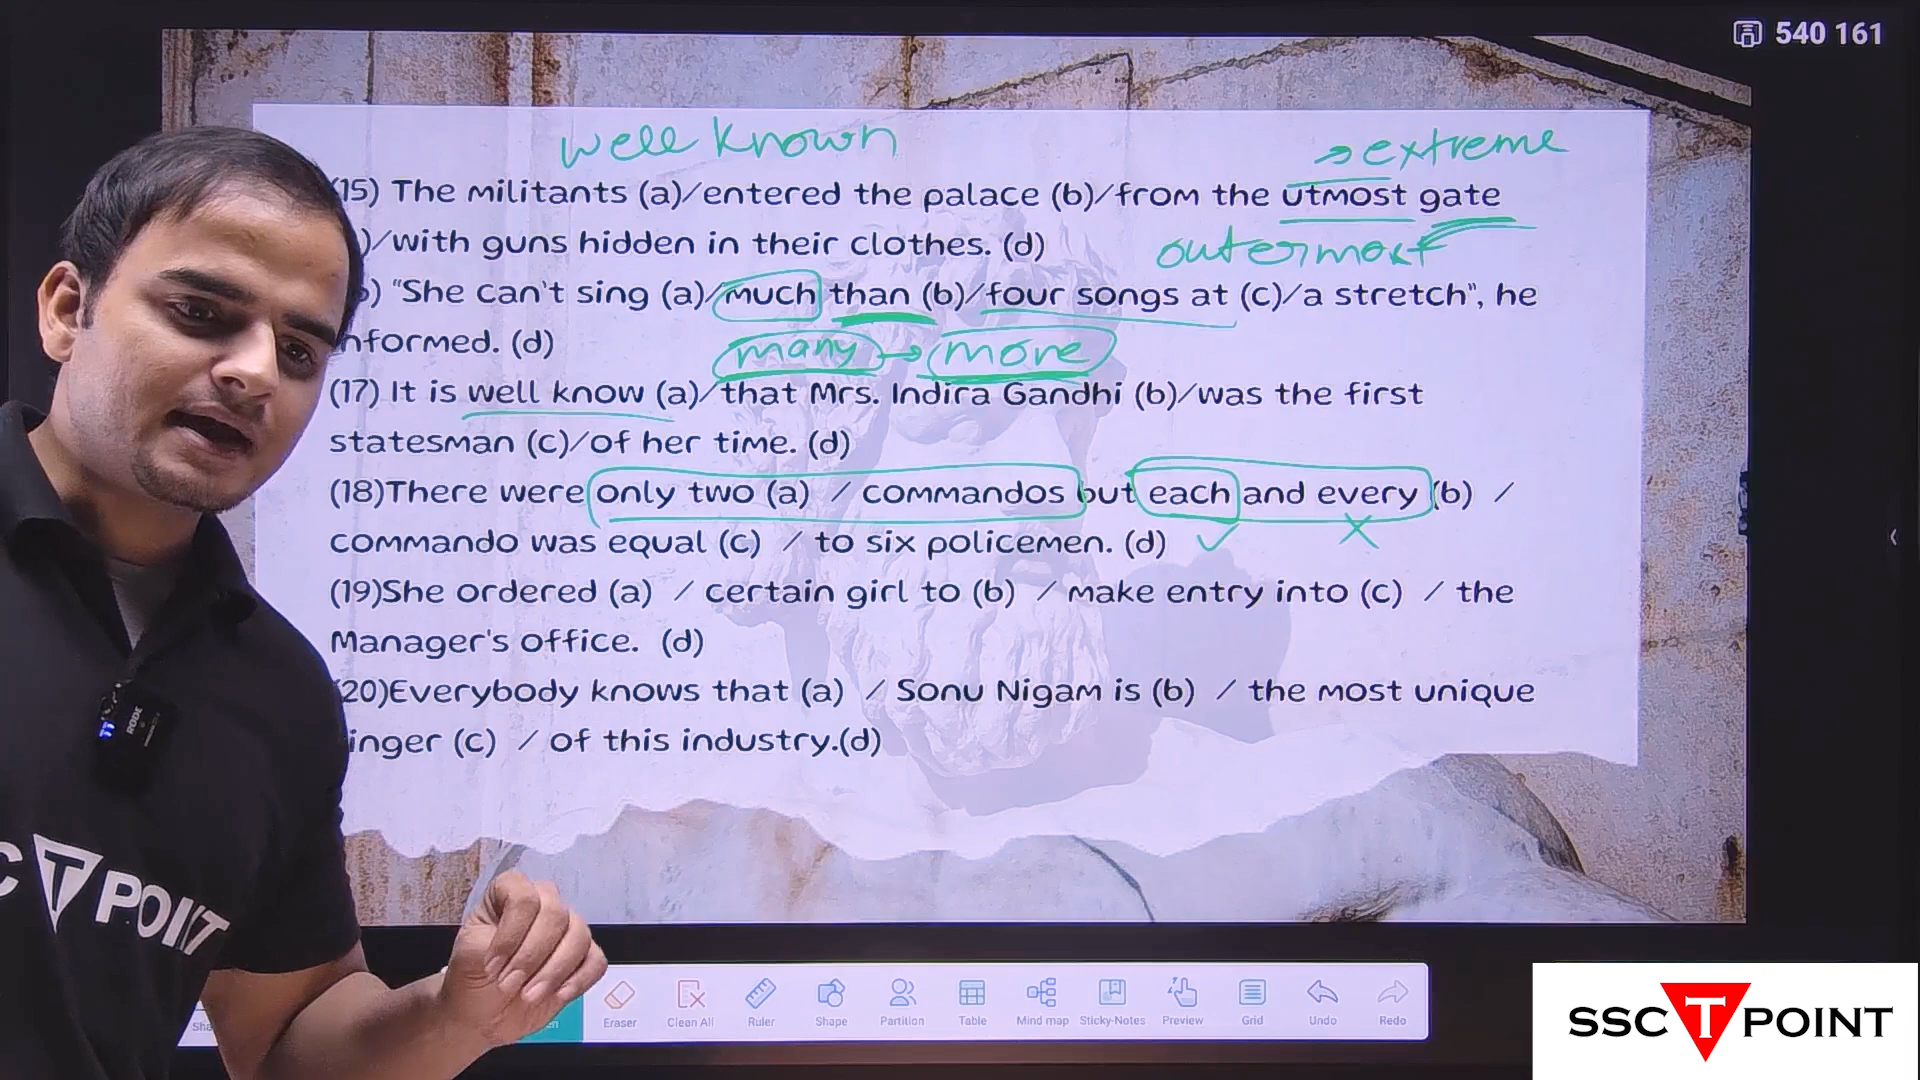 540 161
well known
→ extreme
15) The militants (a)/entered the palace (b)/from the utmost gate
)/with guns hidden in their clothes. (d)
outermost
) "She can't sing (a)/much than (b)/four songs at (c)/a stretch", he
nformed. (d)
many → more
(17) It is well know (a)/that Mrs. Indira Gandhi (b)/was the first
statesman (c)/of her time. (d)
(18)There were only two (a) / commandos but each and every (b) /
commando was equal (c) / to six policemen. (d)
(19)She ordered (a) / certain girl to (b) / make entry into (c) / the
Manager's office. (d)
20)Everybody knows that (a) / Sonu Nigam is (b) / the most unique
inger (c) / of this industry.(d)
RODE
C T POINT
Eraser Clean All Ruler Shape Partition Table Mind map Sticky-Notes Preview Grid Undo Redo
SSC T POINT